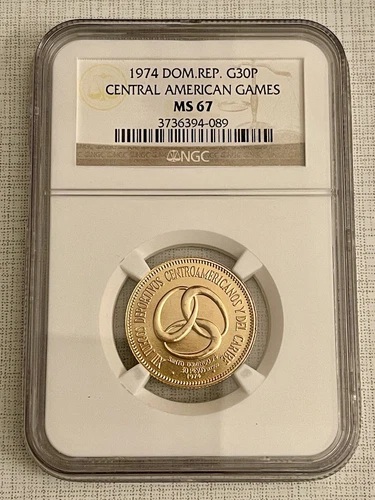 1974 DOM.REP. G30P
CENTRAL AMERICAN GAMES
MS 67
3736394-089
NGC
XII JUEGOS DEPORTIVOS CENTROAMERICANOS Y DEL CARIBE
30 PESOS
1974